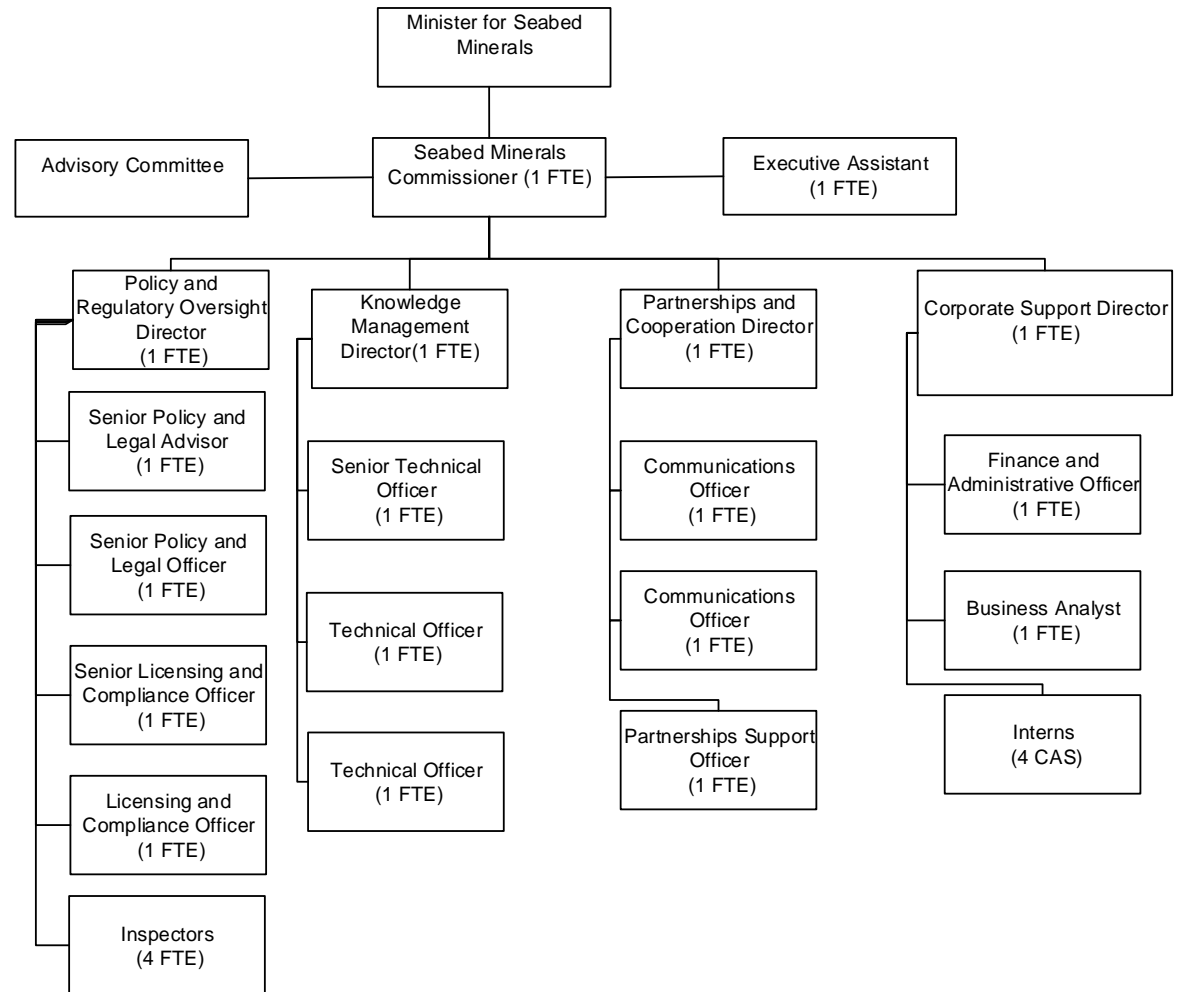 Minister for Seabed
Minerals
Advisory Committee
Seabed Minerals
Commissioner (1 FTE)
Executive Assistant
(1 FTE)
Policy and
Regulatory Oversight
Director
(1 FTE)
Knowledge
Management
Director(1 FTE)
Partnerships and
Cooperation Director
(1 FTE)
Corporate Support Director
(1 FTE)
Senior Policy and
Legal Advisor
(1 FTE)
Senior Policy and
Legal Officer
(1 FTE)
Senior Licensing and
Compliance Officer
(1 FTE)
Licensing and
Compliance Officer
(1 FTE)
Inspectors
(4 FTE)
Senior Technical
Officer
(1 FTE)
Technical Officer
(1 FTE)
Technical Officer
(1 FTE)
Communications
Officer
(1 FTE)
Communications
Officer
(1 FTE)
Partnerships Support
Officer
(1 FTE)
Finance and
Administrative Officer
(1 FTE)
Business Analyst
(1 FTE)
Interns
(4 CAS)